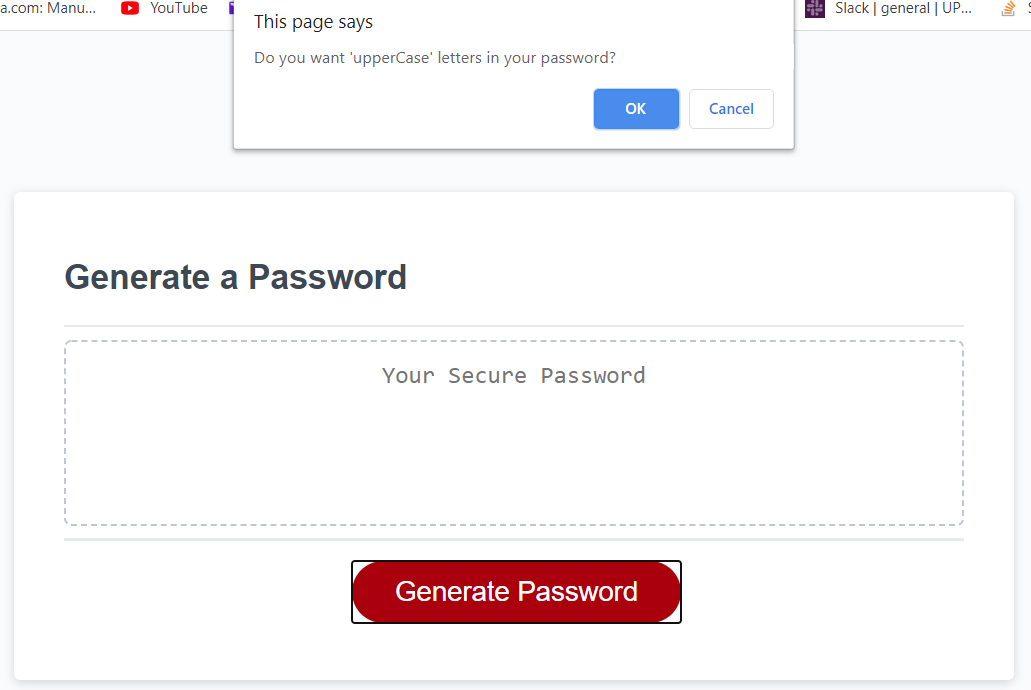 a.com: Manu... YouTube Slack | general | UP...
This page says
Do you want 'upperCase' letters in your password?
OK Cancel
Generate a Password
Your Secure Password
Generate Password